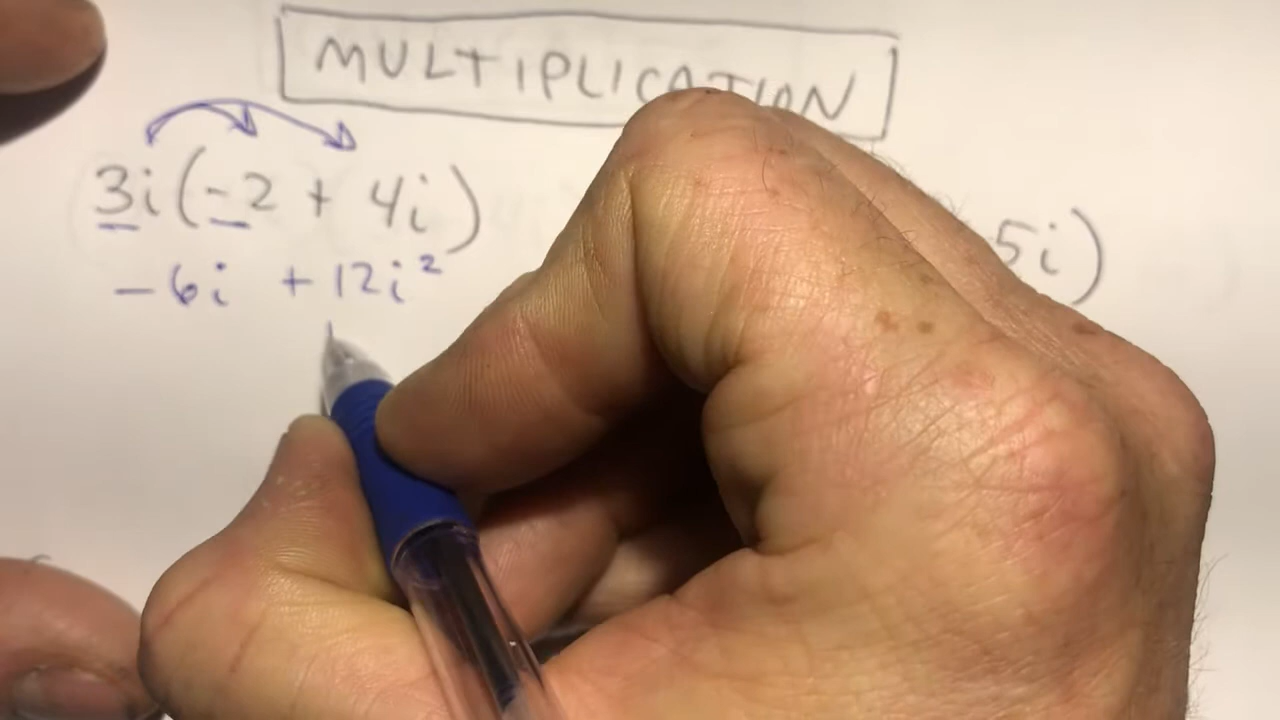 MULTIPLICATION
3i(-2 + 4i)
5i)
-6i +12i²